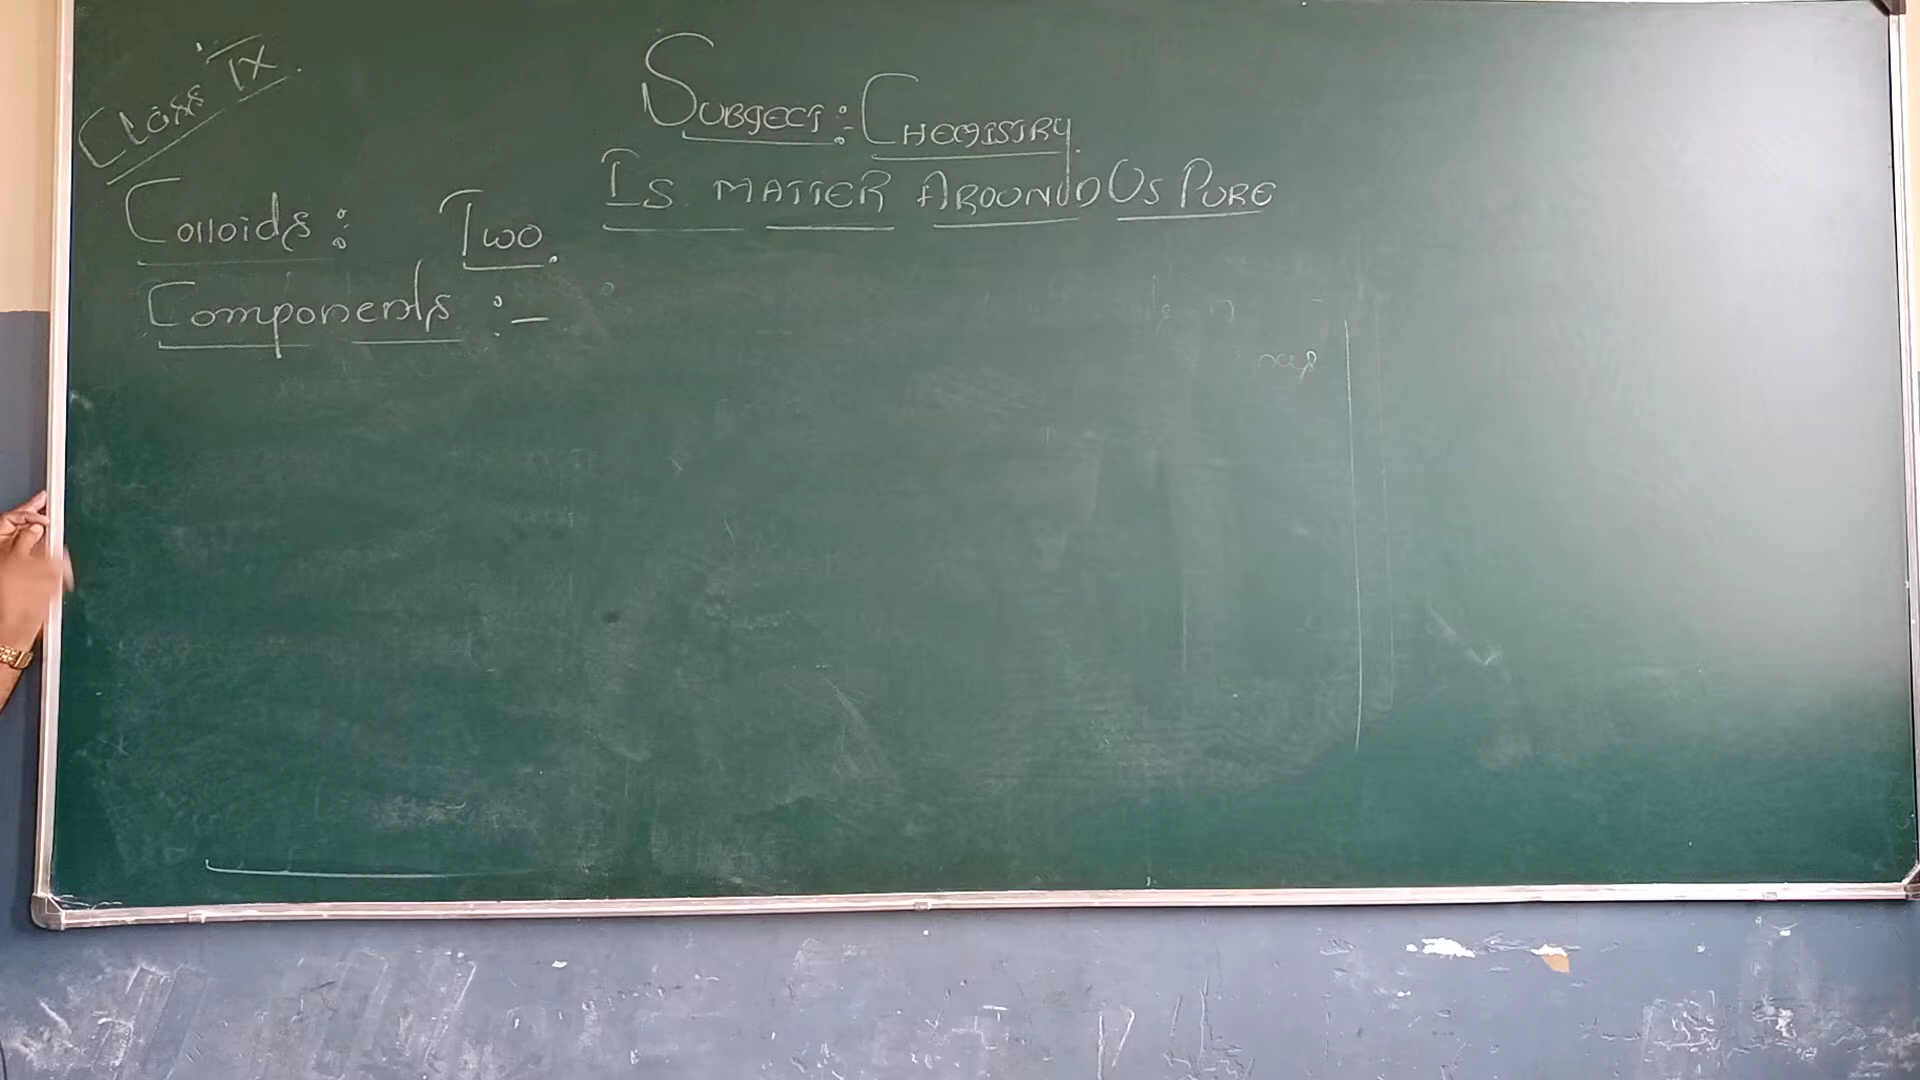 Class IX.
SUBJECT :- CHEMISTRY.
IS MATTER AROUND US PURE
Colloids : Two.
Components :-